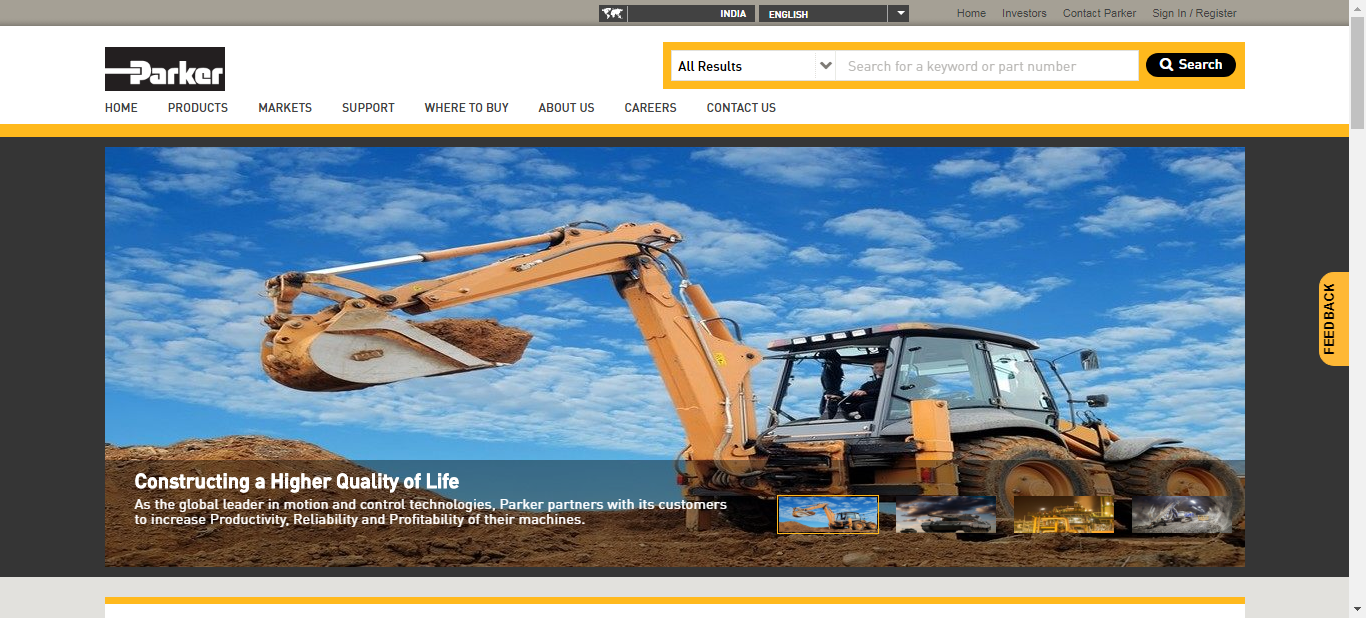 INDIA ENGLISH Home Investors Contact Parker Sign In / Register
Parker
All Results Search for a keyword or part number Search
HOME PRODUCTS MARKETS SUPPORT WHERE TO BUY ABOUT US CAREERS CONTACT US
FEEDBACK
Constructing a Higher Quality of Life
As the global leader in motion and control technologies, Parker partners with its customers
to increase Productivity, Reliability and Profitability of their machines.